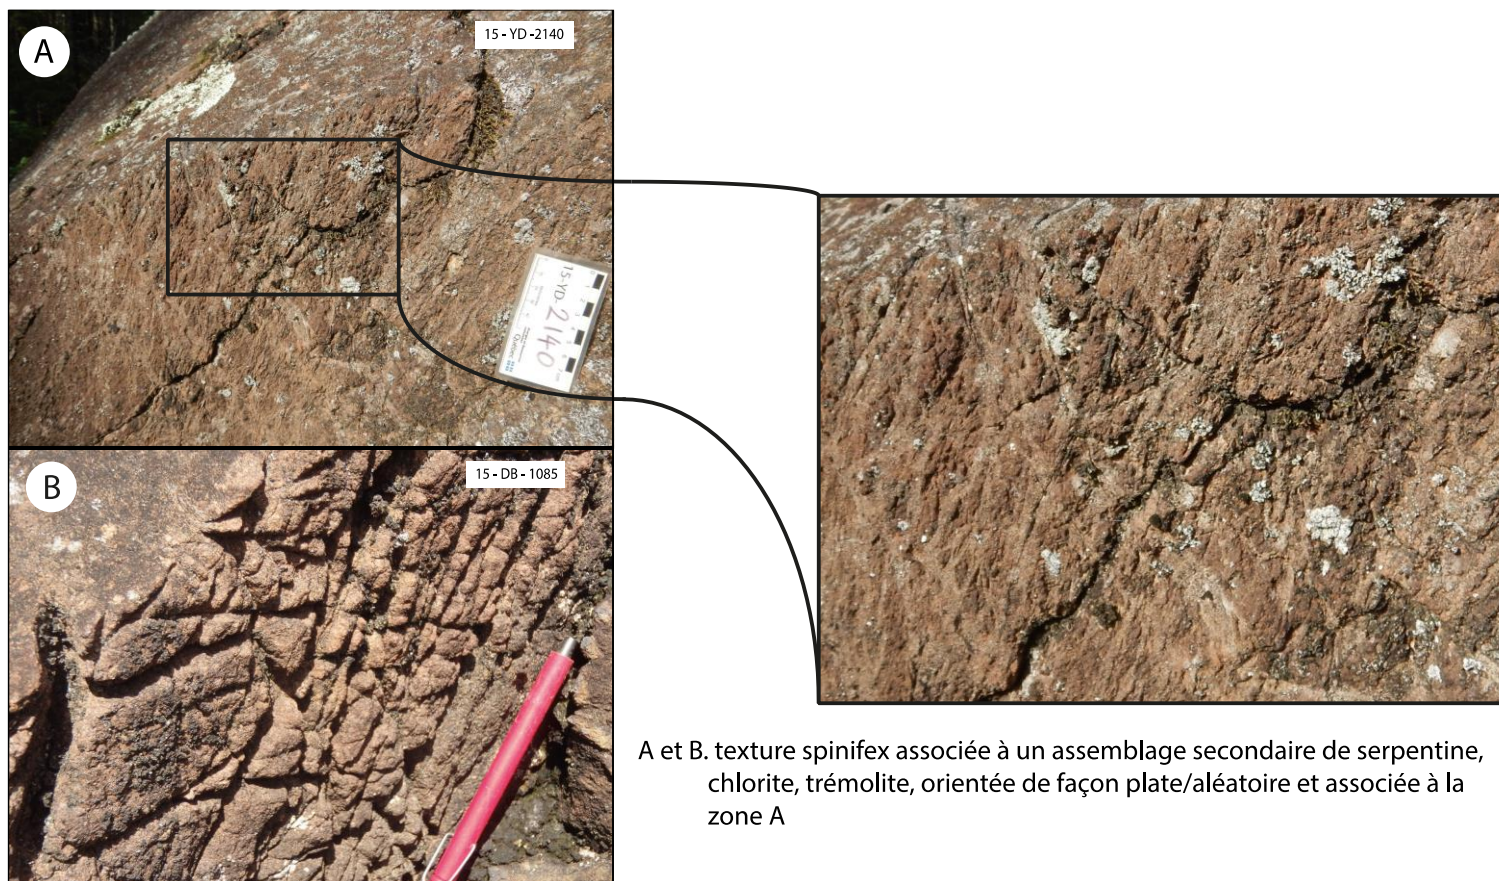 A
15 - YD -2140
15-YD-2140
Québec
B
15 - DB - 1085
A et B. texture spinifex associée à un assemblage secondaire de serpentine,
chlorite, trémolite, orientée de façon plate/aléatoire et associée à la
zone A